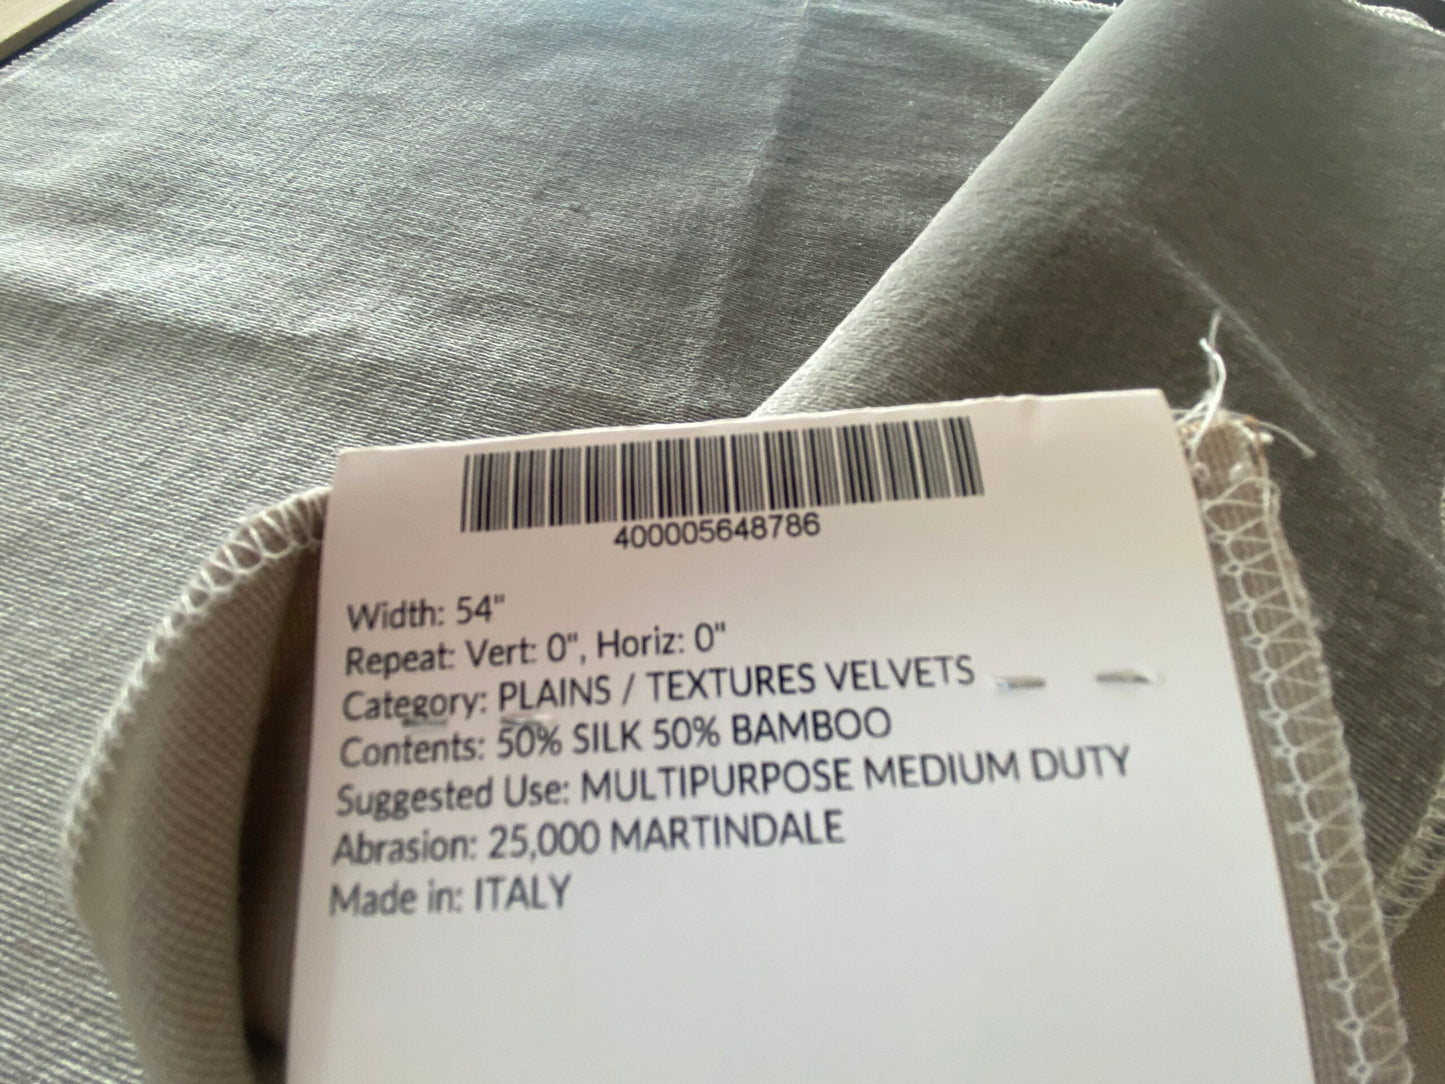 400005648786
Width: 54"
Repeat: Vert: 0", Horiz: 0"
Category: PLAINS / TEXTURES VELVETS
Contents: 50% SILK 50% BAMBOO
Suggested Use: MULTIPURPOSE MEDIUM DUTY
Abrasion: 25,000 MARTINDALE
Made in: ITALY